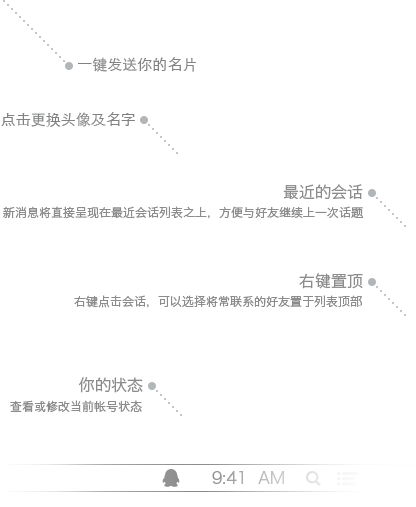 一键发送你的名片
点击更换头像及名字
最近的会话
新消息将直接呈现在最近会话列表之上，方便与好友继续上一次话题
右键置顶
右键点击会话，可以选择将常联系的好友置于列表顶部
你的状态
查看或修改当前帐号状态
9:41 AM